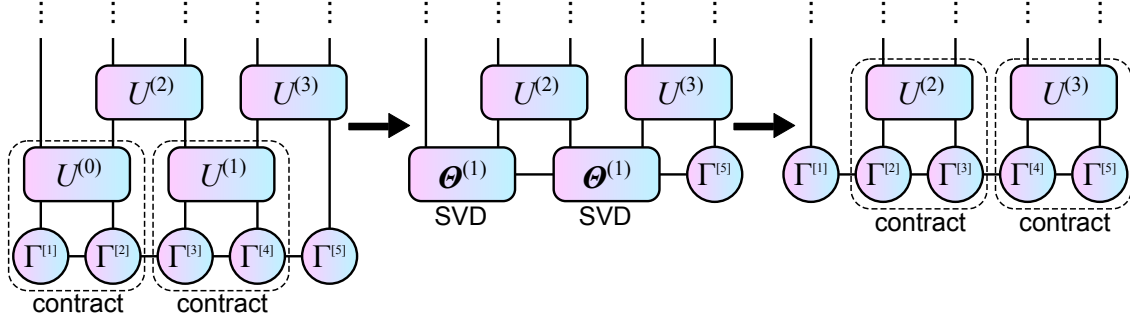 U^(2) U^(3)
U^(0) U^(1)
Γ^[1] Γ^[2] Γ^[3] Γ^[4] Γ^[5]
contract contract
U^(2) U^(3)
Θ^(1) Θ^(1) Γ^[5]
SVD SVD
U^(2) U^(3)
Γ^[1] Γ^[2] Γ^[3] Γ^[4] Γ^[5]
contract contract